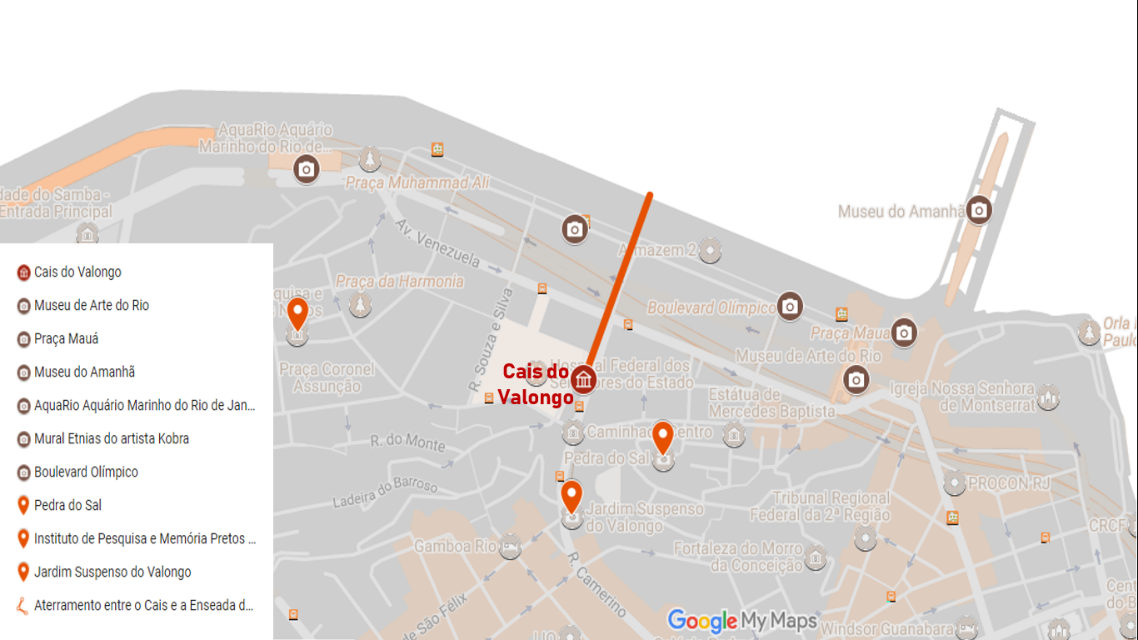 AquaRio Aquário
Marinho do Rio de...
Praça Muhammad Ali
dade do Samba -
Entrada Principal
Museu do Amanhã
Av. Venezuela
Armazem 2
Praça da Harmonia
quisa e
Boulevard Olímpico
Praça Mauá
Orla
Paulo
R. Souza e Silva
Museu de Arte do Rio
Hospital Federal dos
Servidores do Estado
Cais do
Valongo
Praça Coronel
Assunção
Igreja Nossa Senhora
de Montserrat
Estátua de
Mercedes Baptista
R. do Monte
Pedra do Sal
Ladeira do Barroso
PROCON RJ
Tribunal Regional
Federal da 2ª Região
Jardim Suspenso
do Valongo
CRCF
Gamboa Rio
Fortaleza do Morro
da Conceição
R. Camerino
de São Félix
Windsor Guanabara
Google My Maps
Cais do Valongo
Museu de Arte do Rio
Praça Mauá
Museu do Amanhã
AquaRio Aquário Marinho do Rio de Jan...
Mural Etnias do artista Kobra
Boulevard Olímpico
Pedra do Sal
Instituto de Pesquisa e Memória Pretos ...
Jardim Suspenso do Valongo
Aterramento entre o Cais e a Enseada d...